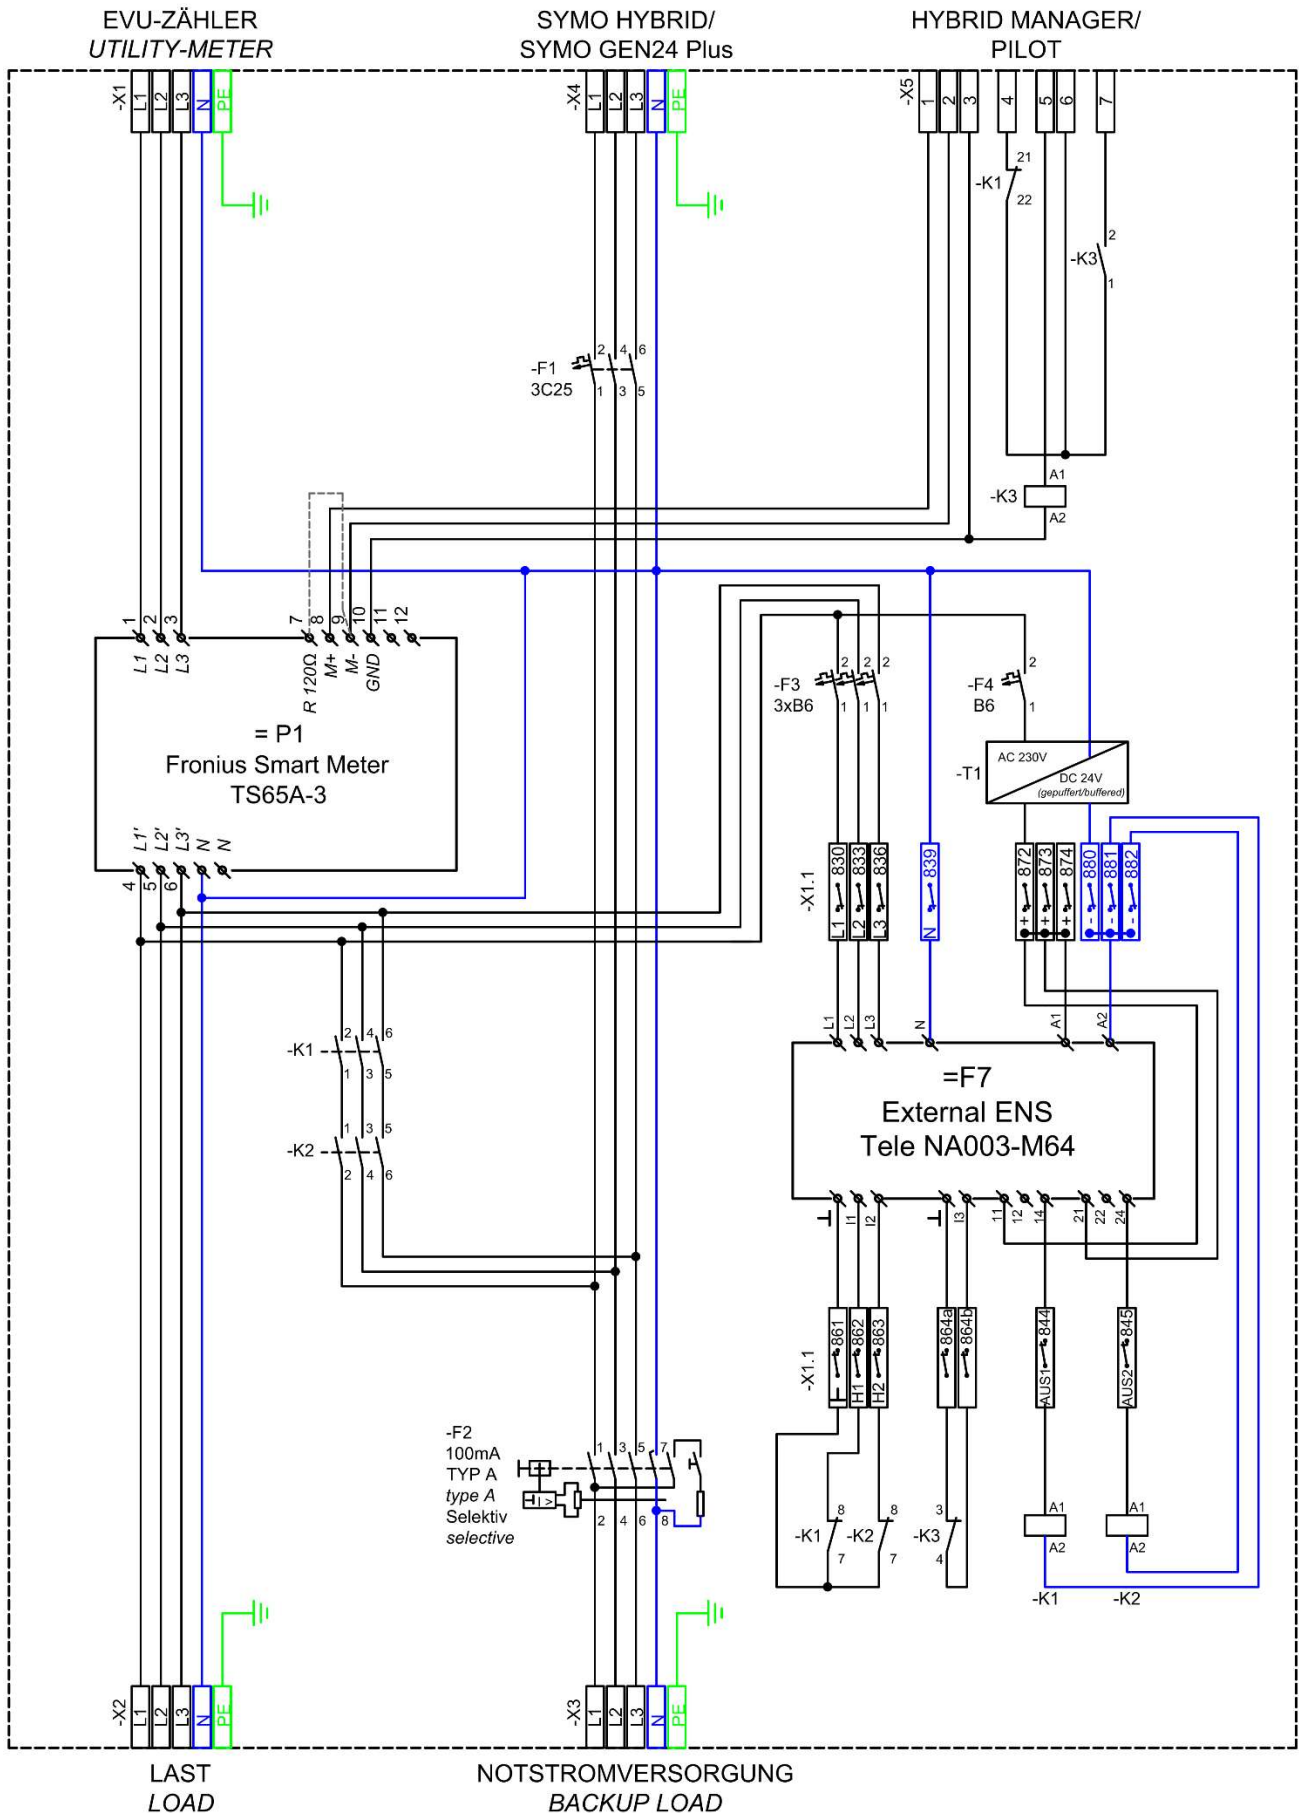 EVU-ZÄHLER
UTILITY-METER
SYMO HYBRID/
SYMO GEN24 Plus
HYBRID MANAGER/
PILOT
-X1 L1 L2 L3 N PE
-X4 L1 L2 L3 N PE
-X5 1 2 3 4 5 6 7
-K1 21 22
-K3 2 1
-F1
3C25
2 4 6
1 3 5
-K3 A1 A2
1 2 3
7 8 9 10 11 12
L1 L2 L3
R 120Ω M+ M- GND
= P1
Fronius Smart Meter
TS65A-3
L1' L2' L3' N N
4 5 6
-F3
3xB6
2 2 2
1 1 1
-F4
B6
2
1
-T1
AC 230V
DC 24V
(gepuffert/buffered)
-X1.1
830 833 836 839 872 873 874 880 881 882
L1 L2 L3 N + + + - - -
-K1
2 4 6
1 3 5
-K2
1 3 5
2 4 6
L1 L2 L3 N A1 A2
=F7
External ENS
Tele NA003-M64
I1 I2 I3 11 12 14 21 22 24
-X1.1
861 862 863 864a 864b 844 845
H1 H2 AUS1 AUS2
-F2
100mA
TYP A
type A
Selektiv
selective
1 3 5 7
I >
2 4 6 8
-K1 8 7
-K2 8 7
-K3 3 4
A1 A2
A1 A2
-K1
-K2
-X2 L1 L2 L3 N PE
-X3 L1 L2 L3 N PE
LAST
LOAD
NOTSTROMVERSORGUNG
BACKUP LOAD